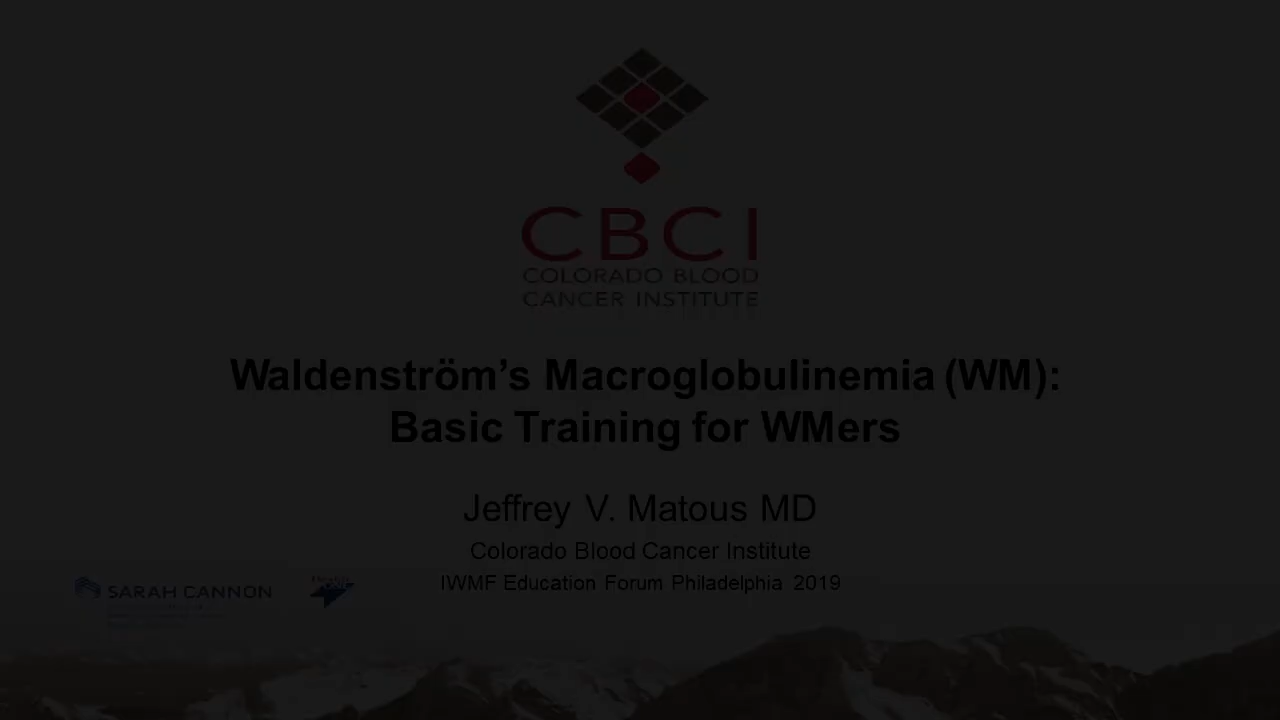 CBCI
COLORADO BLOOD
CANCER INSTITUTE
Waldenström’s Macroglobulinemia (WM):
Basic Training for WMers
Jeffrey V. Matous MD
Colorado Blood Cancer Institute
IWMF Education Forum Philadelphia 2019
SARAH CANNON